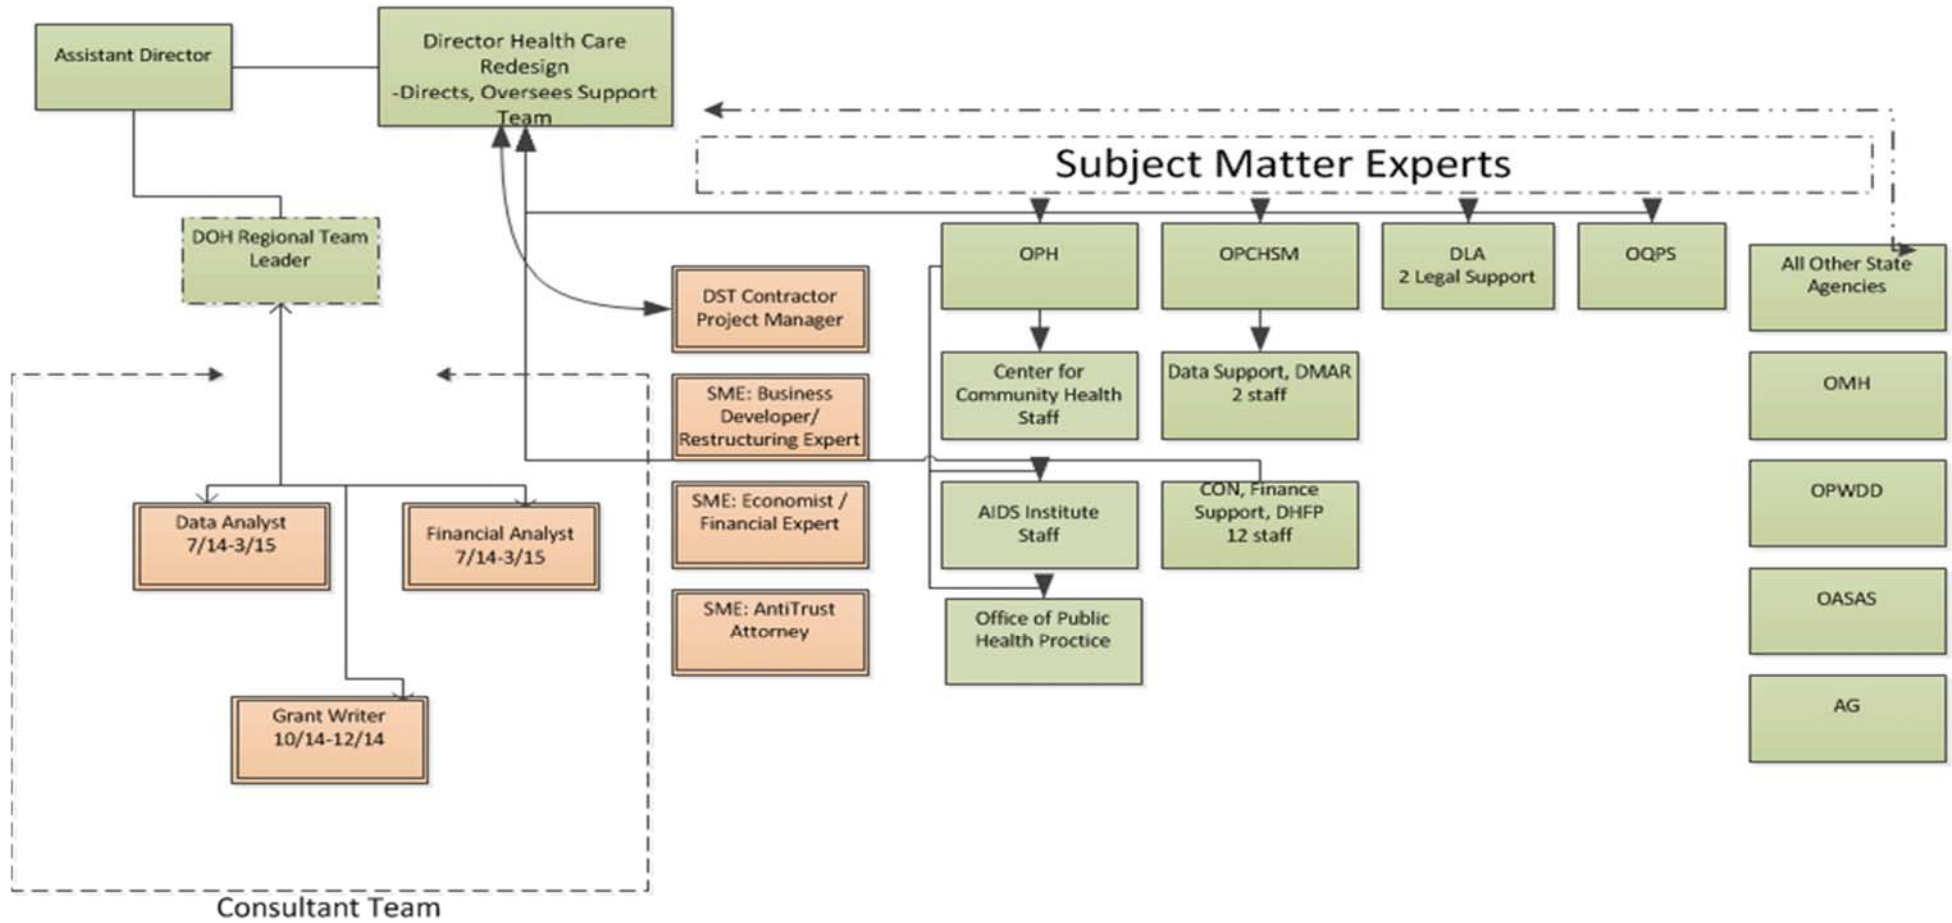 Assistant Director
Director Health Care
Redesign
-Directs, Oversees Support
Team
Subject Matter Experts
DOH Regional Team
Leader
DST Contractor
Project Manager
SME: Business
Developer/
Restructuring Expert
SME: Economist /
Financial Expert
SME: AntiTrust
Attorney
OPH
OPCHSM
DLA
2 Legal Support
OQPS
All Other State
Agencies
Center for
Community Health
Staff
Data Support, DMAR
2 staff
OMH
AIDS Institute
Staff
CON, Finance
Support, DHFP
12 staff
OPWDD
Office of Public
Health Proctice
OASAS
AG
Data Analyst
7/14-3/15
Financial Analyst
7/14-3/15
Grant Writer
10/14-12/14
Consultant Team